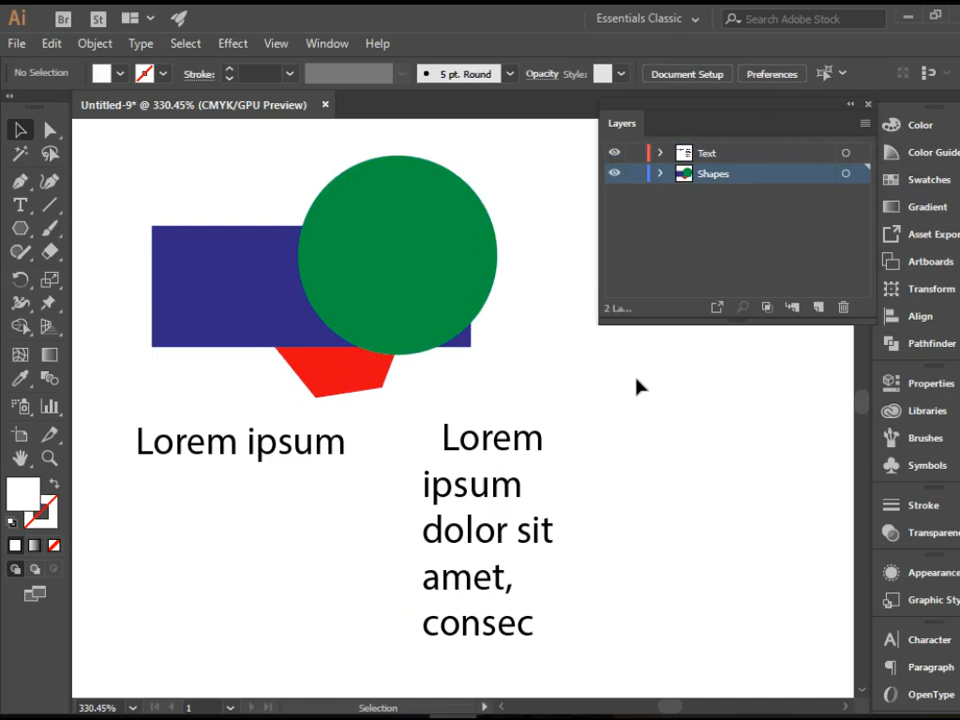 Ai Br St Essentials Classic Search Adobe Stock
File Edit Object Type Select Effect View Window Help
No Selection Stroke: 5 pt. Round Opacity Style: Document Setup Preferences
Untitled-9* @ 330.45% (CMYK/GPU Preview)
Layers
Text
Shapes
2 La...
Color
Color Guide
Swatches
Gradient
Asset Expor
Artboards
Transform
Align
Pathfinder
Properties
Libraries
Brushes
Symbols
Stroke
Transparen
Appearance
Graphic Sty
Character
Paragraph
OpenType
Lorem ipsum
Lorem
ipsum
dolor sit
amet,
consec
330.45% 1 Selection